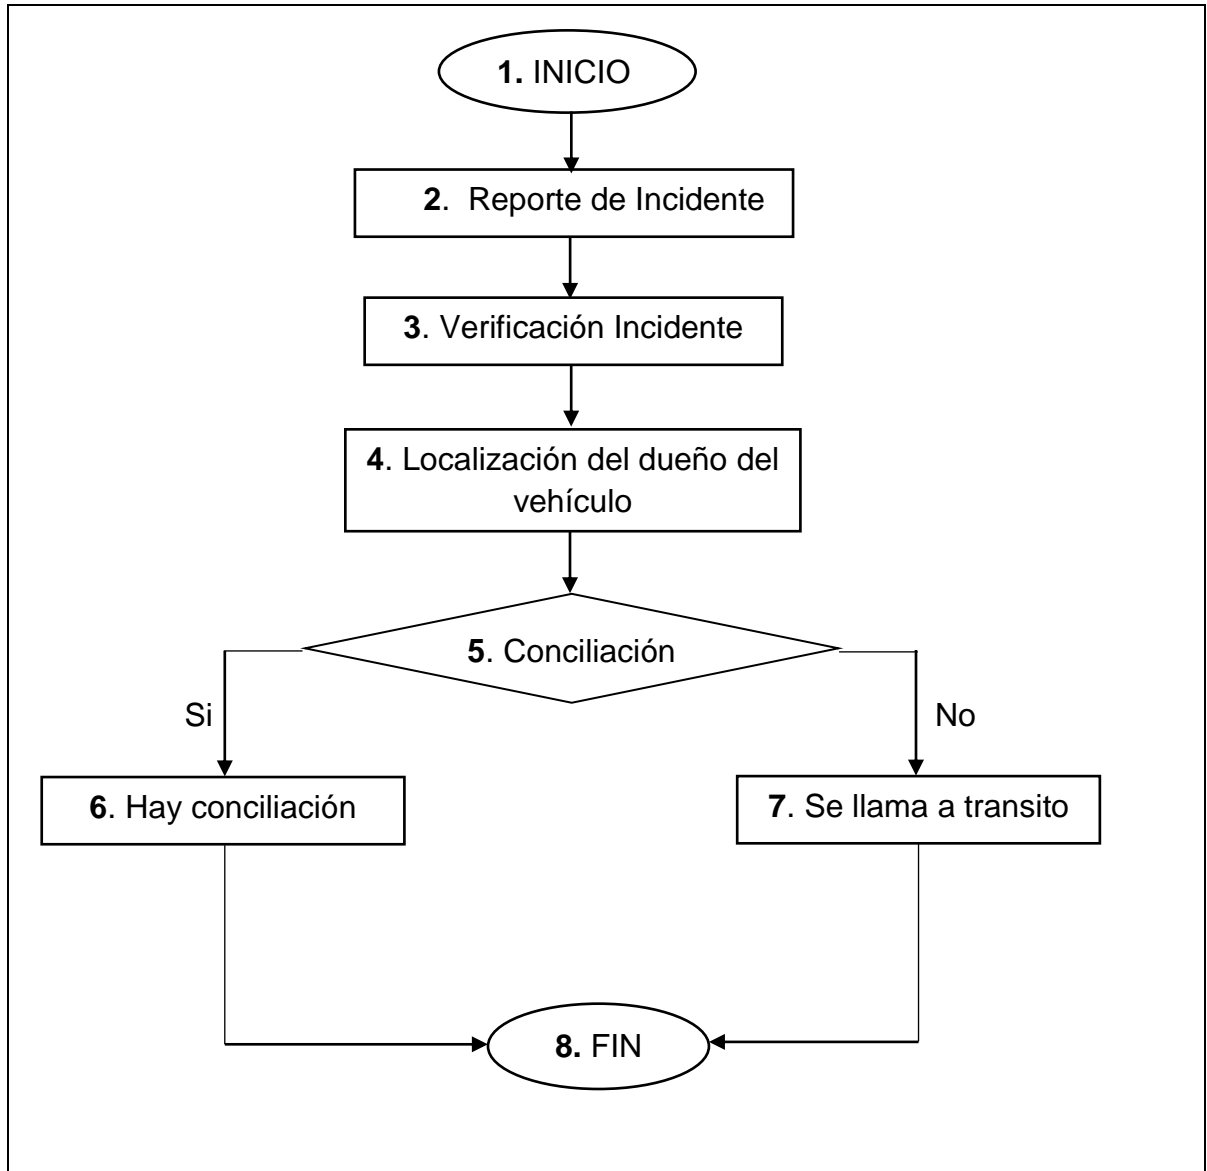 1. INICIO
2. Reporte de Incidente
3. Verificación Incidente
4. Localización del dueño del
vehículo
5. Conciliación
Si
No
6. Hay conciliación
7. Se llama a transito
8. FIN